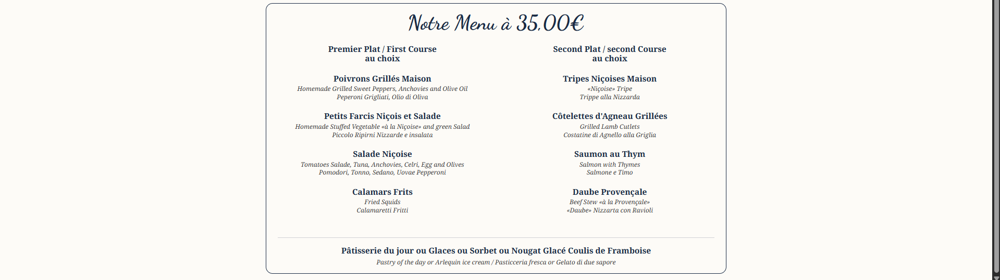 Notre Menu à 35,00€
Premier Plat / First Course
au choix
Poivrons Grillés Maison
Homemade Grilled Sweet Peppers, Anchovies and Olive Oil
Peperoni Grigliati, Olio di Oliva
Petits Farcis Niçois et Salade
Homemade Stuffed Vegetable «à la Niçoise» and green Salad
Piccolo Ripirni Nizzarde e insalata
Salade Niçoise
Tomatoes Salade, Tuna, Anchovies, Celri, Egg and Olives
Pomodori, Tonno, Sedano, Uovae Pepperoni
Calamars Frits
Fried Squids
Calamaretti Fritti
Second Plat / second Course
au choix
Tripes Niçoises Maison
«Niçoise» Tripe
Trippe alla Nizzarda
Côtelettes d'Agneau Grillées
Grilled Lamb Cutlets
Costatine di Agnello alla Griglia
Saumon au Thym
Salmon with Thymes
Salmone e Timo
Daube Provençale
Beef Stew «à la Provençale»
«Daube» Nizzarta con Ravioli
Pâtisserie du jour ou Glaces ou Sorbet ou Nougat Glacé Coulis de Framboise
Pastry of the day or Arlequin ice cream / Pasticceria fresca or Gelato di due sapore